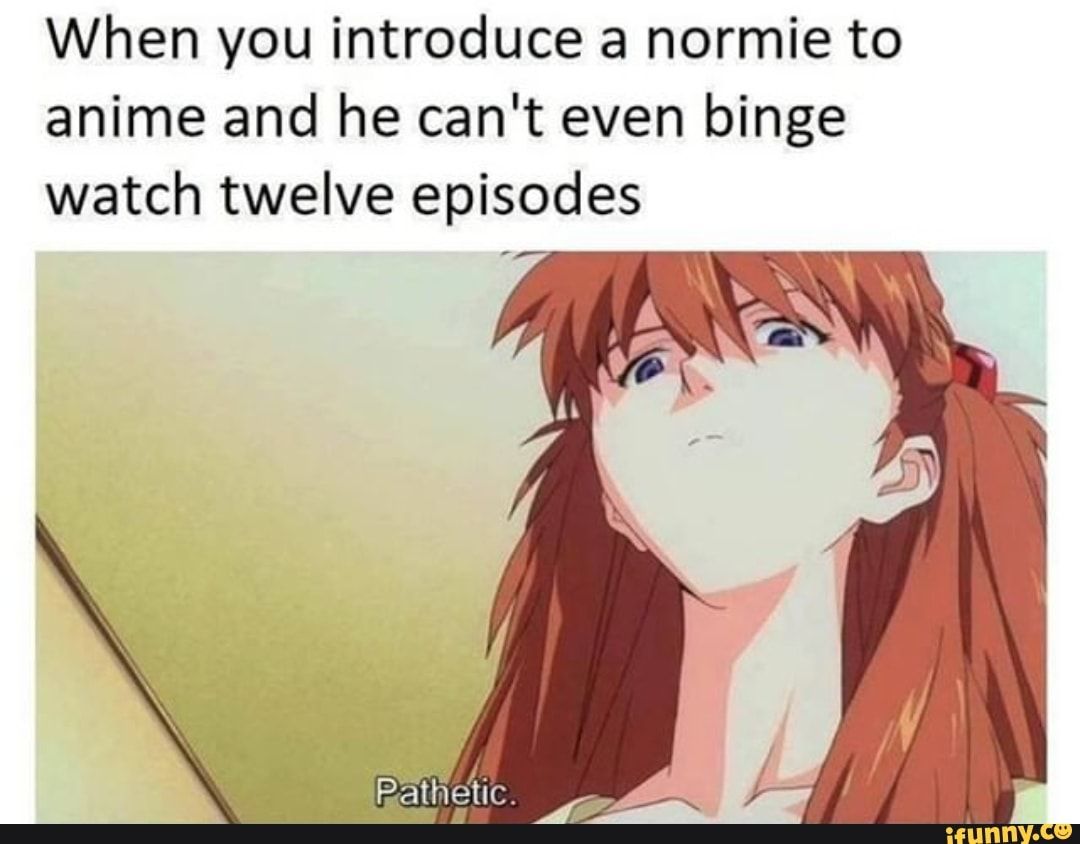 When you introduce a normie to
anime and he can't even binge
watch twelve episodes
Pathetic.
ifunny.co